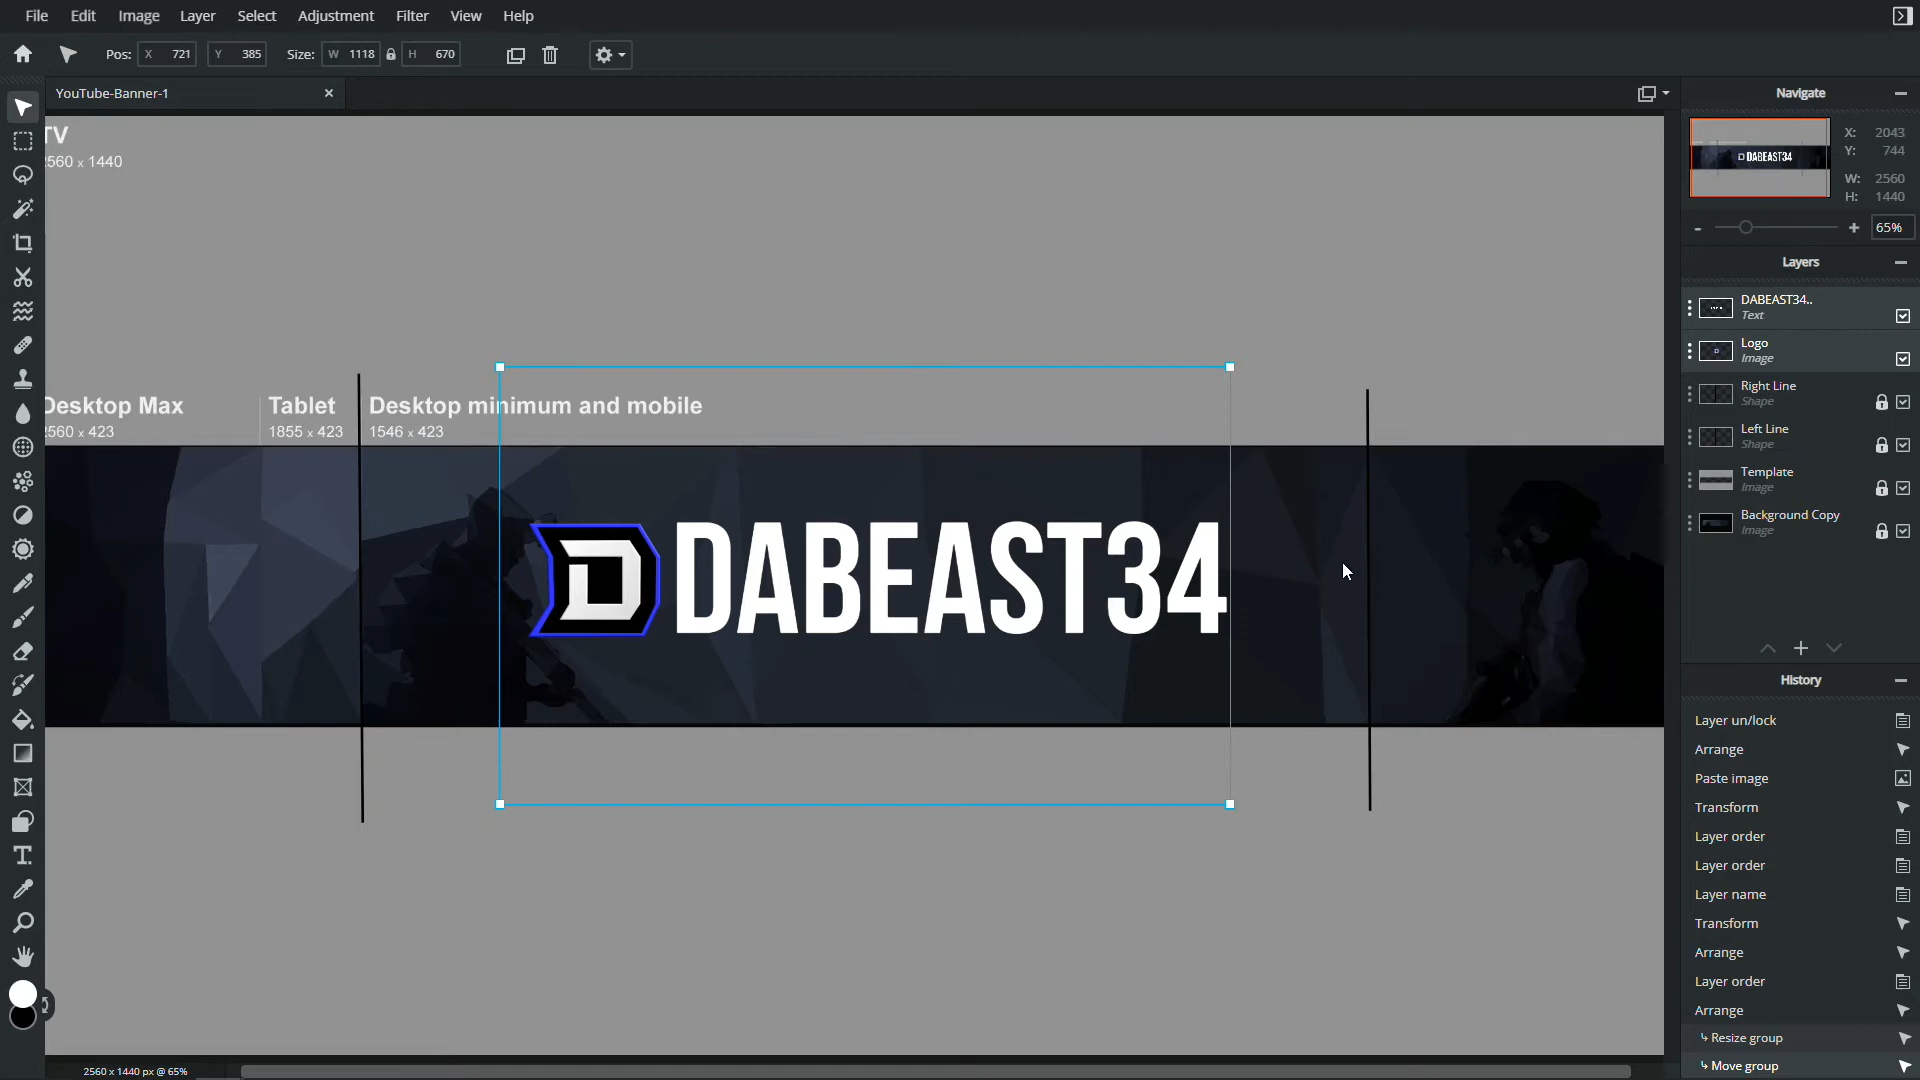 File Edit Image Layer Select Adjustment Filter View Help
Pos: X 721 Y 385 Size: W 1118 H 670
YouTube-Banner-1
Navigate
X: 2043
Y: 744
W: 2560
H: 1440
65%
DABEAST34
TV
2560 x 1440
Desktop Max
2560 x 423
Tablet
1855 x 423
Desktop minimum and mobile
1546 x 423
D DABEAST34
Layers
DABEAST34..
Text
Logo
Image
Right Line
Shape
Left Line
Shape
Template
Image
Background Copy
Image
History
Layer un/lock
Arrange
Paste image
Transform
Layer order
Layer order
Layer name
Transform
Arrange
Layer order
Arrange
Resize group
Move group
2560 x 1440 px @ 65%